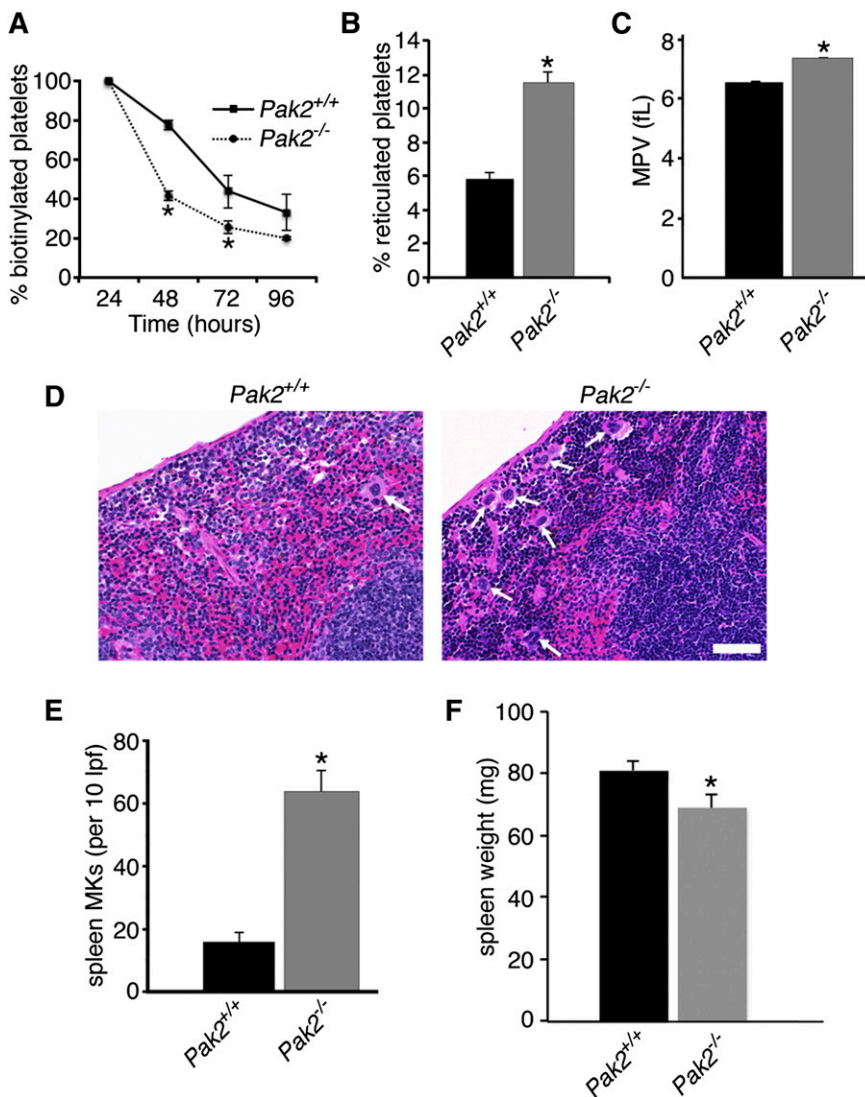 A
% biotinylated platelets
100
80
60
40
20
0
24 48 72 96
Time (hours)
Pak2+/+
Pak2-/-
*
*
B
% reticulated platelets
14
12
10
8
6
4
2
0
*
Pak2+/+
Pak2-/-
C
MPV (fL)
8
6
4
2
0
*
Pak2+/+
Pak2-/-
D
Pak2+/+
Pak2-/-
E
spleen MKs (per 10 lpf)
80
60
40
20
0
*
Pak2+/+
Pak2-/-
F
spleen weight (mg)
100
80
60
40
20
0
*
Pak2+/+
Pak2-/-